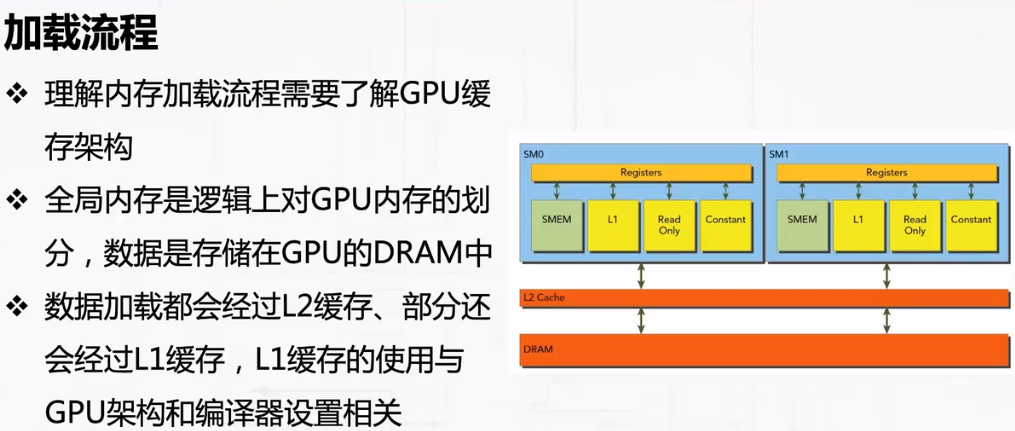 加载流程
❖ 理解内存加载流程需要了解GPU缓
存架构
❖ 全局内存是逻辑上对GPU内存的划
分，数据是存储在GPU的DRAM中
❖ 数据加载都会经过L2缓存、部分还
会经过L1缓存，L1缓存的使用与
GPU架构和编译器设置相关
SM0
Registers
SMEM
L1
Read
Only
Constant
SM1
Registers
SMEM
L1
Read
Only
Constant
L2 Cache
DRAM